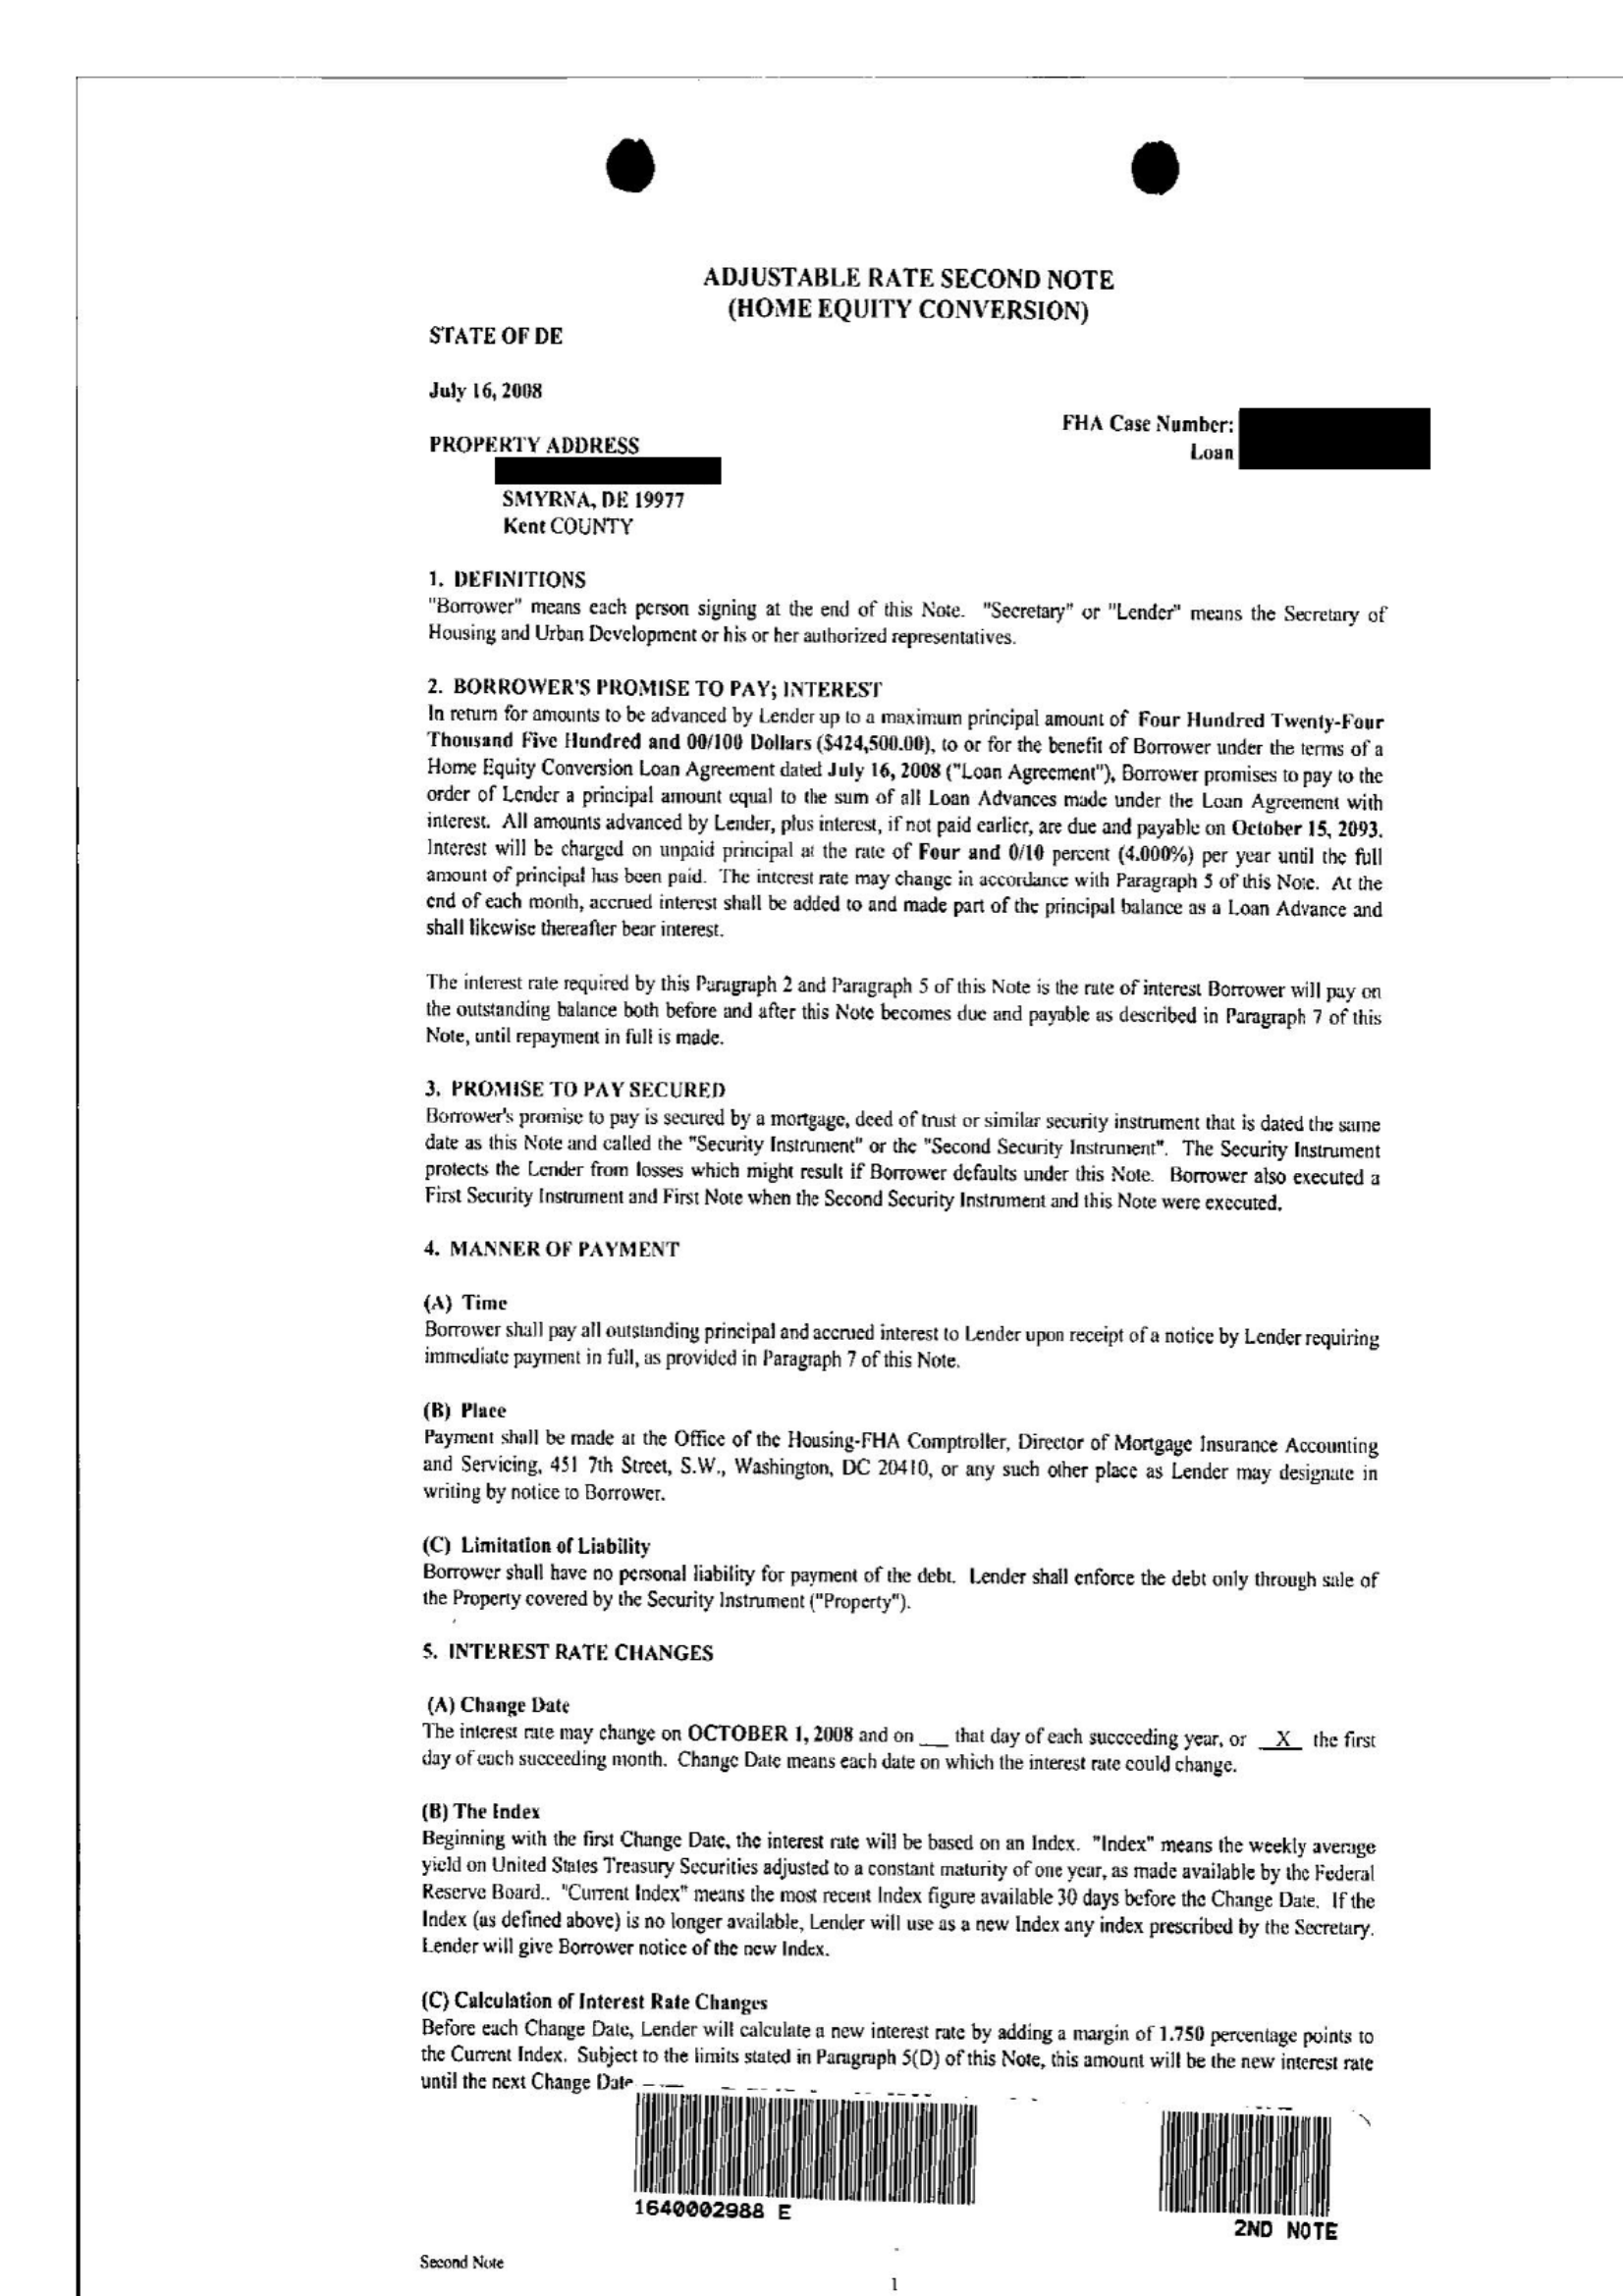 ADJUSTABLE RATE SECOND NOTE
(HOME EQUITY CONVERSION)
STATE OF DE
July 16, 2008
FHA Case Number:
Loan
PROPERTY ADDRESS
SMYRNA, DE 19977
Kent COUNTY
1. DEFINITIONS
"Borrower" means each person signing at the end of this Note. "Secretary" or "Lender" means the Secretary of
Housing and Urban Development or his or her authorized representatives.
2. BORROWER'S PROMISE TO PAY; INTEREST
In return for amounts to be advanced by Lender up to a maximum principal amount of Four Hundred Twenty-Four
Thousand Five Hundred and 00/100 Dollars ($424,500.00), to or for the benefit of Borrower under the terms of a
Home Equity Conversion Loan Agreement dated July 16, 2008 ("Loan Agreement"), Borrower promises to pay to the
order of Lender a principal amount equal to the sum of all Loan Advances made under the Loan Agreement with
interest. All amounts advanced by Lender, plus interest, if not paid earlier, are due and payable on October 15, 2093.
Interest will be charged on unpaid principal at the rate of Four and 0/10 percent (4.000%) per year until the full
amount of principal has been paid. The interest rate may change in accordance with Paragraph 5 of this Note. At the
end of each month, accrued interest shall be added to and made part of the principal balance as a Loan Advance and
shall likewise thereafter bear interest.
The interest rate required by this Paragraph 2 and Paragraph 5 of this Note is the rate of interest Borrower will pay on
the outstanding balance both before and after this Note becomes due and payable as described in Paragraph 7 of this
Note, until repayment in full is made.
3. PROMISE TO PAY SECURED
Borrower's promise to pay is secured by a mortgage, deed of trust or similar security instrument that is dated the same
date as this Note and called the "Security Instrument" or the "Second Security Instrument". The Security Instrument
protects the Lender from losses which might result if Borrower defaults under this Note. Borrower also executed a
First Security Instrument and First Note when the Second Security Instrument and this Note were executed.
4. MANNER OF PAYMENT
(A) Time
Borrower shall pay all outstanding principal and accrued interest to Lender upon receipt of a notice by Lender requiring
immediate payment in full, as provided in Paragraph 7 of this Note.
(B) Place
Payment shall be made at the Office of the Housing-FHA Comptroller, Director of Mortgage Insurance Accounting
and Servicing, 451 7th Street, S.W., Washington, DC 20410, or any such other place as Lender may designate in
writing by notice to Borrower.
(C) Limitation of Liability
Borrower shall have no personal liability for payment of the debt. Lender shall enforce the debt only through sale of
the Property covered by the Security Instrument ("Property").
5. INTEREST RATE CHANGES
(A) Change Date
The interest rate may change on OCTOBER 1, 2008 and on ___ that day of each succeeding year, or _X_ the first
day of each succeeding month. Change Date means each date on which the interest rate could change.
(B) The Index
Beginning with the first Change Date, the interest rate will be based on an Index. "Index" means the weekly average
yield on United States Treasury Securities adjusted to a constant maturity of one year, as made available by the Federal
Reserve Board.. "Current Index" means the most recent Index figure available 30 days before the Change Date. If the
Index (as defined above) is no longer available, Lender will use as a new Index any index prescribed by the Secretary.
Lender will give Borrower notice of the new Index.
(C) Calculation of Interest Rate Changes
Before each Change Date, Lender will calculate a new interest rate by adding a margin of 1.750 percentage points to
the Current Index. Subject to the limits stated in Paragraph 5(D) of this Note, this amount will be the new interest rate
until the next Change Date
1640002988 E
2ND NOTE
Second Note
1